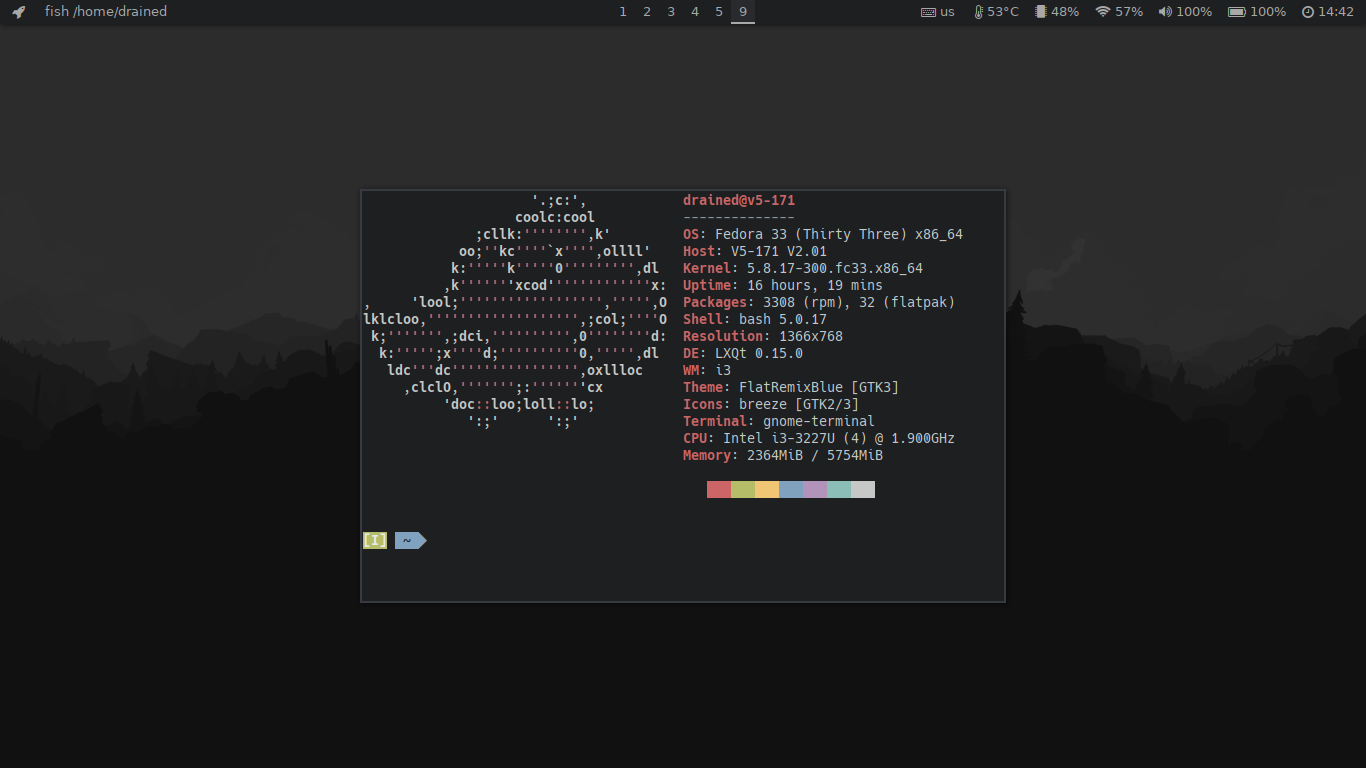 fish /home/drained
1 2 3 4 5 9
us 53°C 48% 57% 100% 100% 14:42
'.;c:',
coolc:cool
;cllk:'''''''',k'
oo;''kc''''`x'''',ollll'
k:'''''k'''''0''''''''',dl
,k'''''''xcod''''''''''''x:
,     'lool;'''''''''''''''''',''''',O
lklcloo,''''''''''''''''''',;col;''''O
k;''''''',;dci,'''''''''',0''''''''d:
k:''''';x''''d;''''''''''0,''''',dl
ldc'''dc'''''''''''''''',oxllloc
,clclO,''''''';:'''''''cx
'doc::loo;loll::lo;
':;'      ':;'
drained@v5-171
--------------
OS: Fedora 33 (Thirty Three) x86_64
Host: V5-171 V2.01
Kernel: 5.8.17-300.fc33.x86_64
Uptime: 16 hours, 19 mins
Packages: 3308 (rpm), 32 (flatpak)
Shell: bash 5.0.17
Resolution: 1366x768
DE: LXQt 0.15.0
WM: i3
Theme: FlatRemixBlue [GTK3]
Icons: breeze [GTK2/3]
Terminal: gnome-terminal
CPU: Intel i3-3227U (4) @ 1.900GHz
Memory: 2364MiB / 5754MiB
[I] ~